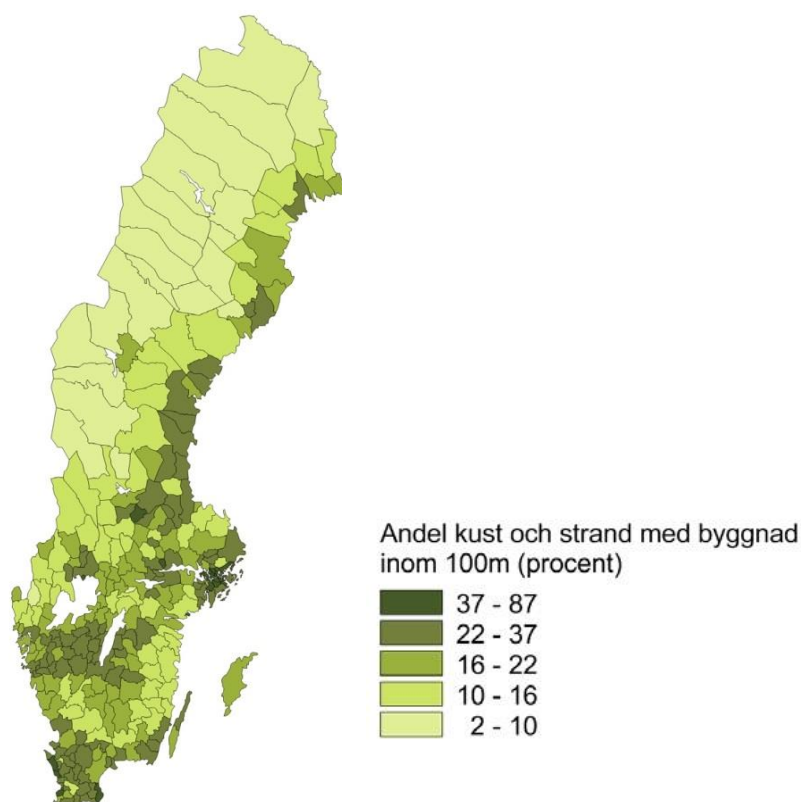 Andel kust och strand med byggnad
inom 100m (procent)
37 - 87
22 - 37
16 - 22
10 - 16
2 - 10